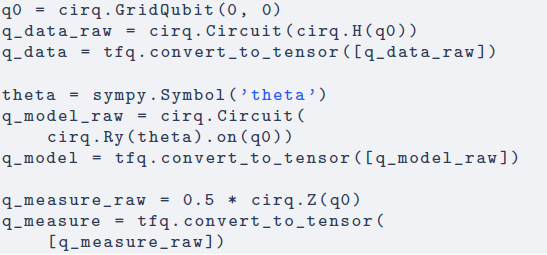 q0 = cirq.GridQubit(0, 0)
q_data_raw = cirq.Circuit(cirq.H(q0))
q_data = tfq.convert_to_tensor([q_data_raw])

theta = sympy.Symbol('theta')
q_model_raw = cirq.Circuit(
    cirq.Ry(theta).on(q0))
q_model = tfq.convert_to_tensor([q_model_raw])

q_measure_raw = 0.5 * cirq.Z(q0)
q_measure = tfq.convert_to_tensor(
    [q_measure_raw])